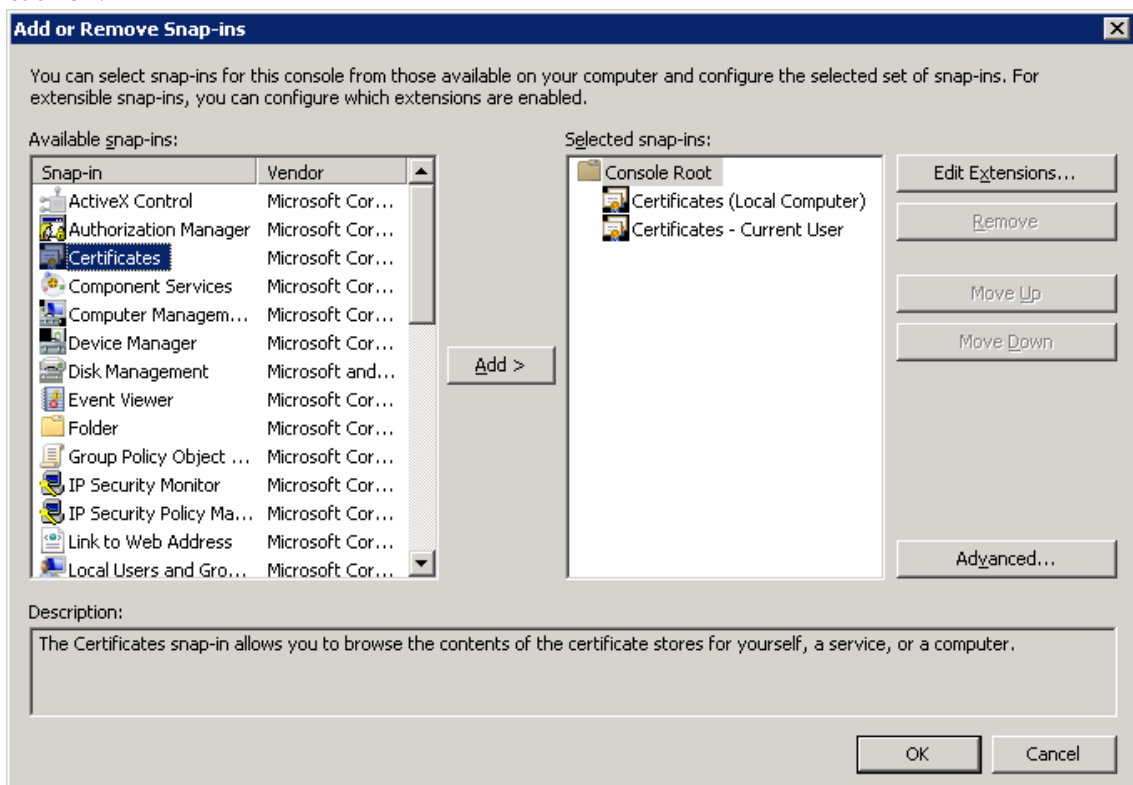 Add or Remove Snap-ins
You can select snap-ins for this console from those available on your computer and configure the selected set of snap-ins. For
extensible snap-ins, you can configure which extensions are enabled.
Available snap-ins:
Snap-in Vendor
ActiveX Control Microsoft Cor...
Authorization Manager Microsoft Cor...
Certificates Microsoft Cor...
Component Services Microsoft Cor...
Computer Managem... Microsoft Cor...
Device Manager Microsoft Cor...
Disk Management Microsoft and...
Event Viewer Microsoft Cor...
Folder Microsoft Cor...
Group Policy Object ... Microsoft Cor...
IP Security Monitor Microsoft Cor...
IP Security Policy Ma... Microsoft Cor...
Link to Web Address Microsoft Cor...
Local Users and Gro... Microsoft Cor...
Add >
Selected snap-ins:
Console Root
Certificates (Local Computer)
Certificates - Current User
Edit Extensions...
Remove
Move Up
Move Down
Advanced...
Description:
The Certificates snap-in allows you to browse the contents of the certificate stores for yourself, a service, or a computer.
OK
Cancel